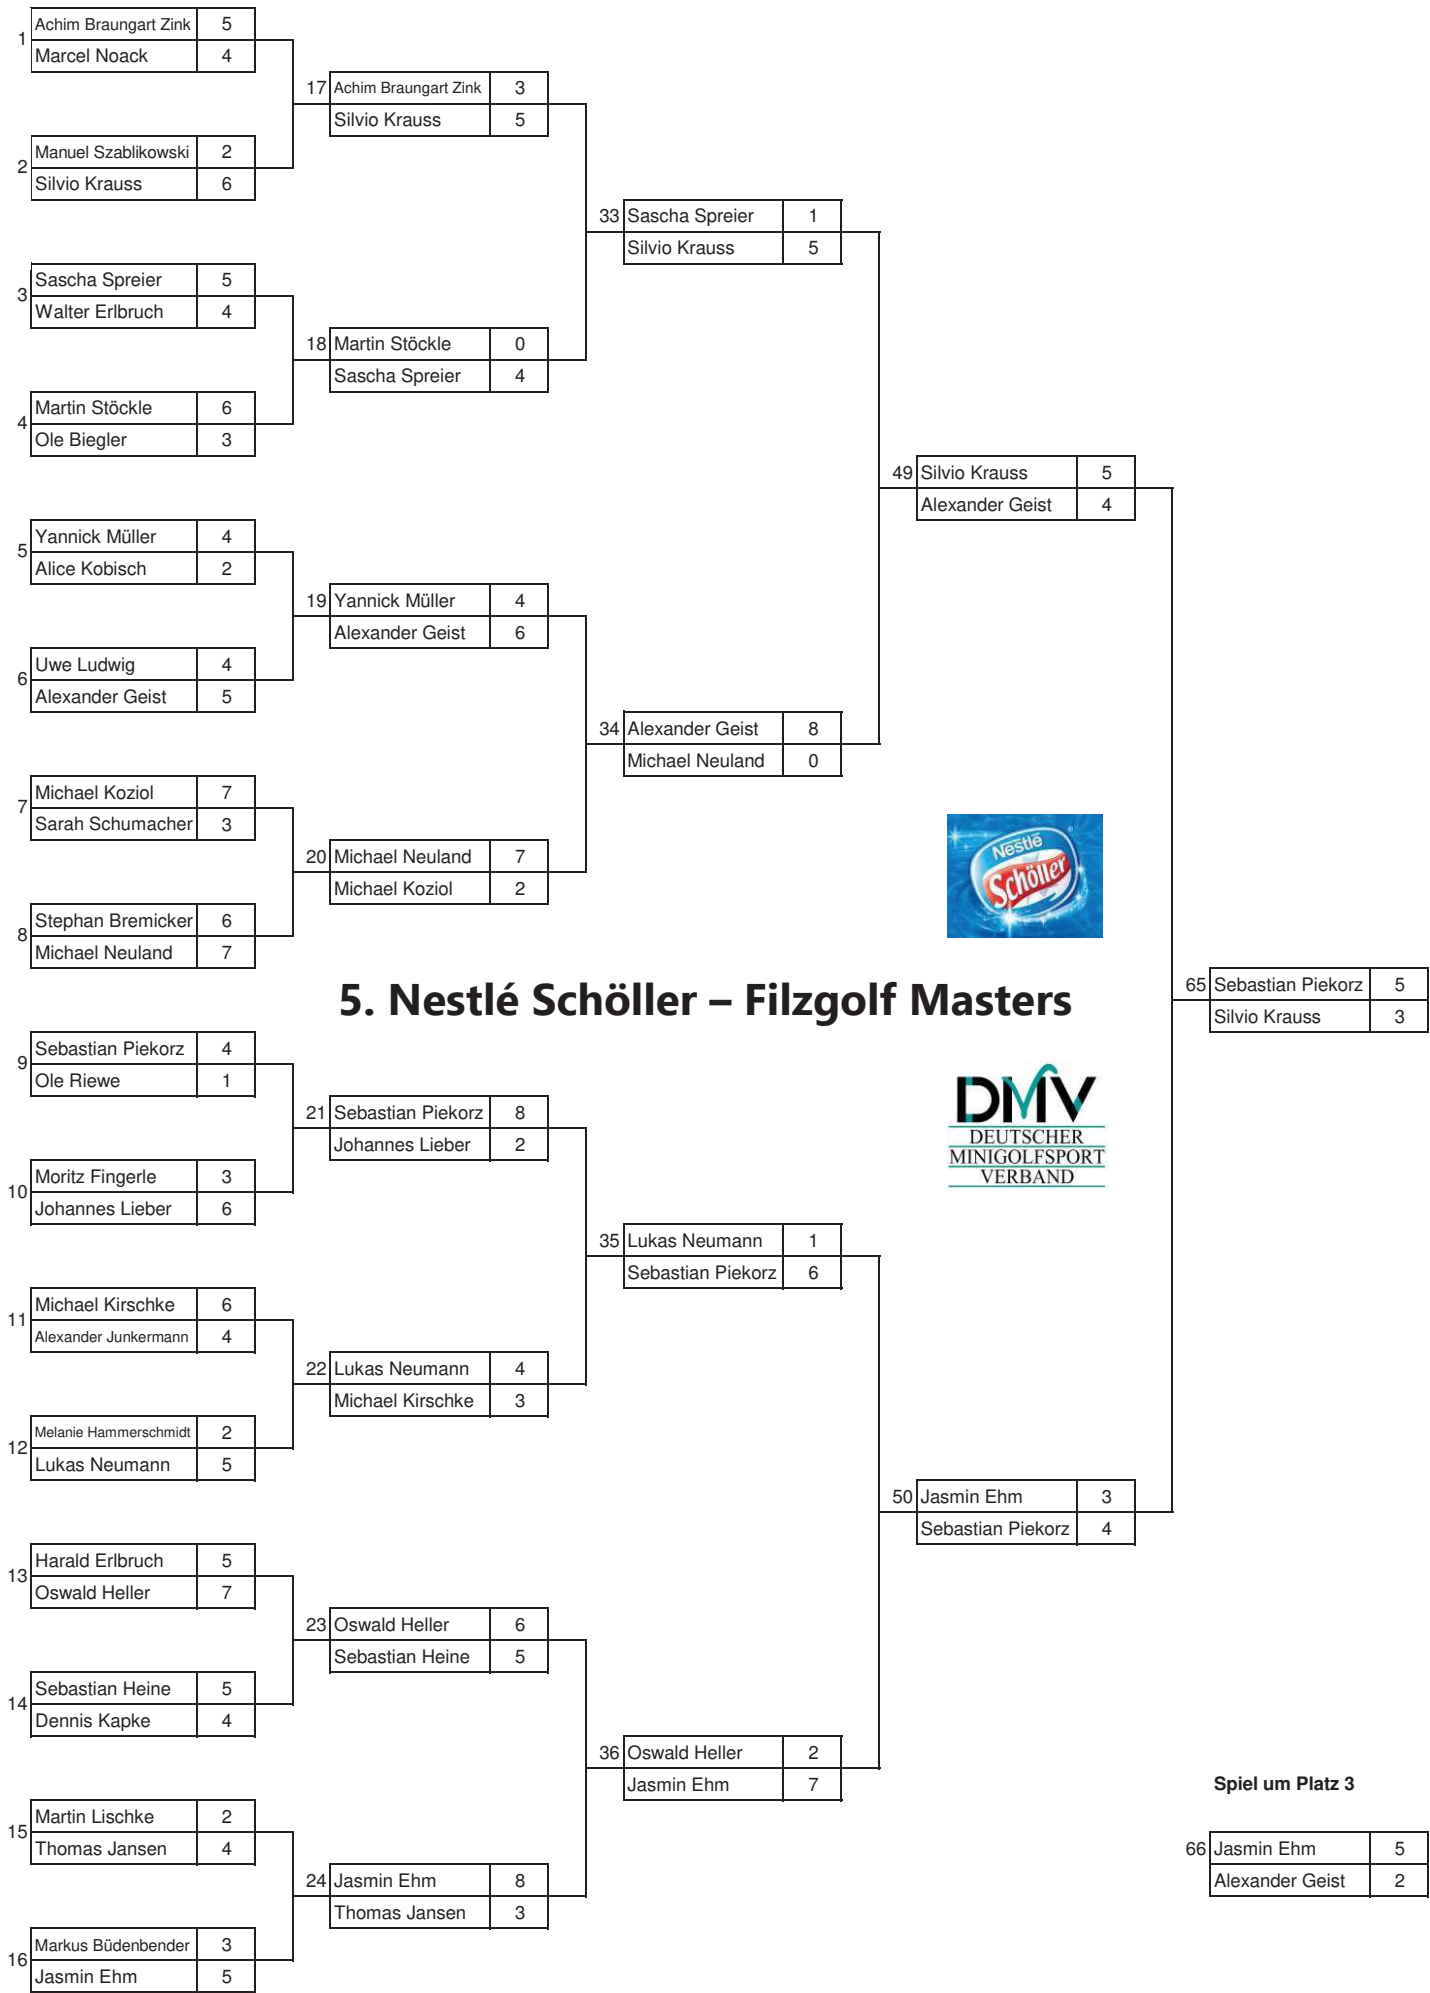 1 Achim Braungart Zink 5
Marcel Noack 4
2 Manuel Szablikowski 2
Silvio Krauss 6
3 Sascha Spreier 5
Walter Erlbruch 4
4 Martin Stöckle 6
Ole Biegler 3
5 Yannick Müller 4
Alice Kobisch 2
6 Uwe Ludwig 4
Alexander Geist 5
7 Michael Koziol 7
Sarah Schumacher 3
8 Stephan Bremicker 6
Michael Neuland 7
9 Sebastian Piekorz 4
Ole Riewe 1
10 Moritz Fingerle 3
Johannes Lieber 6
11 Michael Kirschke 6
Alexander Junkermann 4
12 Melanie Hammerschmidt 2
Lukas Neumann 5
13 Harald Erlbruch 5
Oswald Heller 7
14 Sebastian Heine 5
Dennis Kapke 4
15 Martin Lischke 2
Thomas Jansen 4
16 Markus Büdenbender 3
Jasmin Ehm 5
17 Achim Braungart Zink 3
Silvio Krauss 5
18 Martin Stöckle 0
Sascha Spreier 4
19 Yannick Müller 4
Alexander Geist 6
20 Michael Neuland 7
Michael Koziol 2
21 Sebastian Piekorz 8
Johannes Lieber 2
22 Lukas Neumann 4
Michael Kirschke 3
23 Oswald Heller 6
Sebastian Heine 5
24 Jasmin Ehm 8
Thomas Jansen 3
33 Sascha Spreier 1
Silvio Krauss 5
34 Alexander Geist 8
Michael Neuland 0
35 Lukas Neumann 1
Sebastian Piekorz 6
36 Oswald Heller 2
Jasmin Ehm 7
49 Silvio Krauss 5
Alexander Geist 4
50 Jasmin Ehm 3
Sebastian Piekorz 4
Nestlé
Schöller
5. Nestlé Schöller – Filzgolf Masters
DMV
DEUTSCHER
MINIGOLFSPORT
VERBAND
65 Sebastian Piekorz 5
Silvio Krauss 3
Spiel um Platz 3
66 Jasmin Ehm 5
Alexander Geist 2